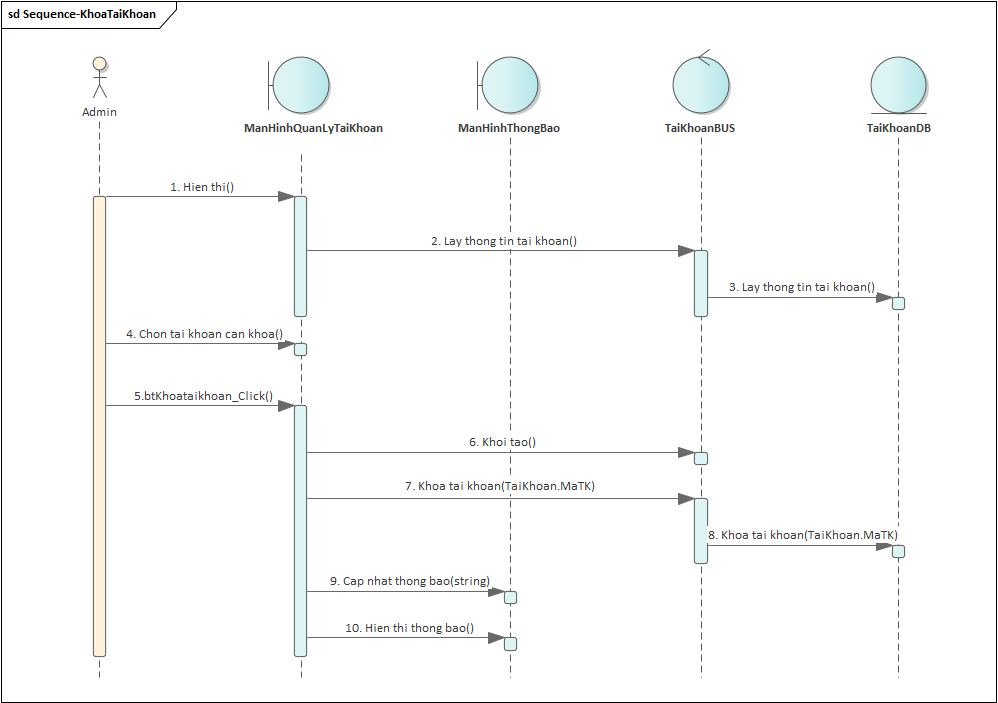 sd Sequence-KhoaTaiKhoan
Admin
ManHinhQuanLyTaiKhoan
ManHinhThongBao
TaiKhoanBUS
TaiKhoanDB
1. Hien thi()
2. Lay thong tin tai khoan()
3. Lay thong tin tai khoan()
4. Chon tai khoan can khoa()
5.btKhoataikhoan_Click()
6. Khoi tao()
7. Khoa tai khoan(TaiKhoan.MaTK)
8. Khoa tai khoan(TaiKhoan.MaTK)
9. Cap nhat thong bao(string)
10. Hien thi thong bao()